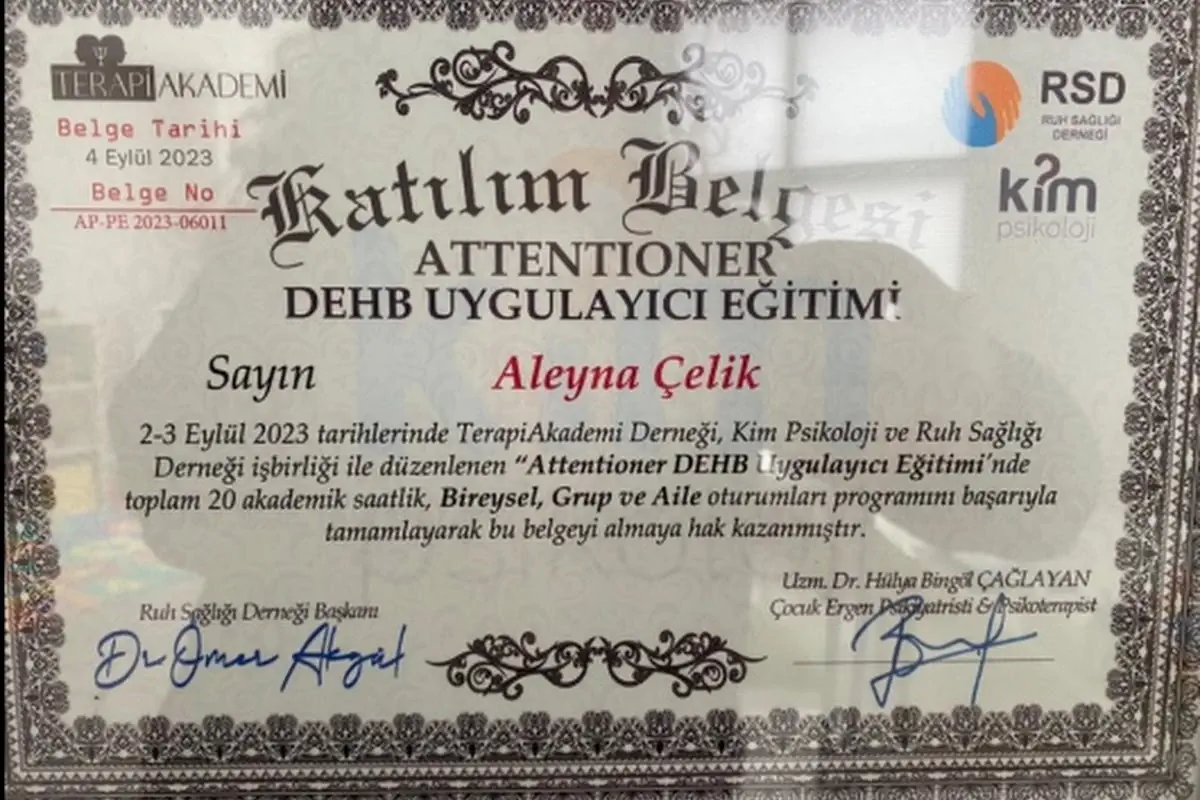 TERAPİAKADEMİ
Belge Tarihi
4 Eylül 2023
Belge No
AP-PE 2023-06011
RSD
RUH SAĞLIĞI
DERNEĞİ
kim
psikoloji
Katılım Belgesi
ATTENTIONER
DEHB UYGULAYICI EĞİTİMİ
Sayın Aleyna Çelik
2-3 Eylül 2023 tarihlerinde TerapiAkademi Derneği, Kim Psikoloji ve Ruh Sağlığı
Derneği işbirliği ile düzenlenen “Attentioner DEHB Uygulayıcı Eğitimi’nde
toplam 20 akademik saatlik, Bireysel, Grup ve Aile oturumları programını başarıyla
tamamlayarak bu belgeyi almaya hak kazanmıştır.
Uzm. Dr. Hülya Bingöl ÇAĞLAYAN
Çocuk Ergen Psikiyatristi & Psikoterapist
Ruh Sağlığı Derneği Başkanı
Dr. Ömer Akgül